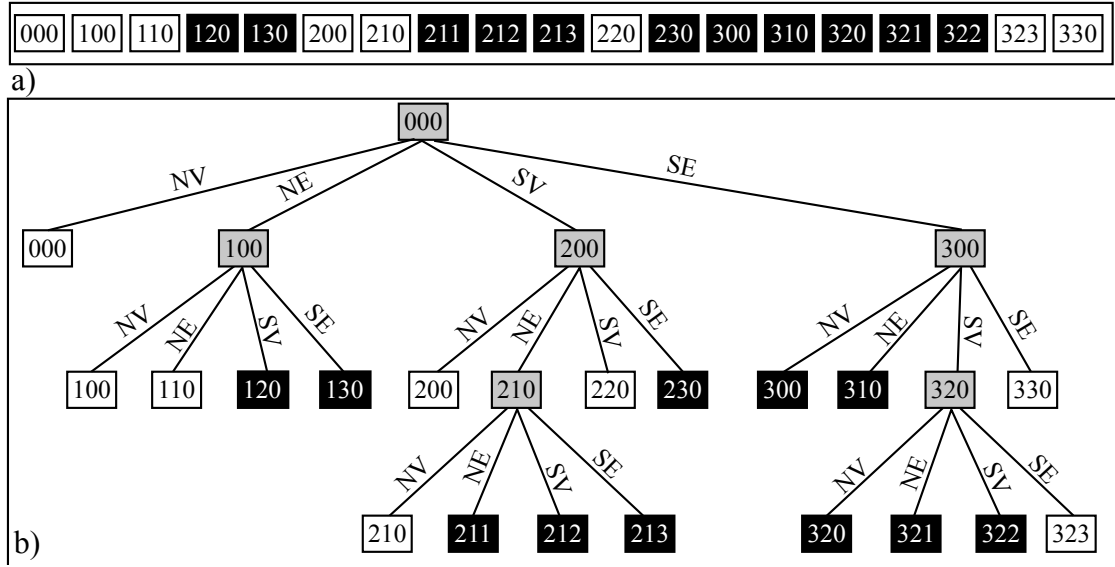 000 100 110 120 130 200 210 211 212 213 220 230 300 310 320 321 322 323 330
a)
000
NV NE SV SE
000 100 200 300
NV NE SV SE NV NE SV SE NV NE SV SE
100 110 120 130 200 210 220 230 300 310 320 330
NV NE SV SE NV NE SV SE
210 211 212 213 320 321 322 323
b)